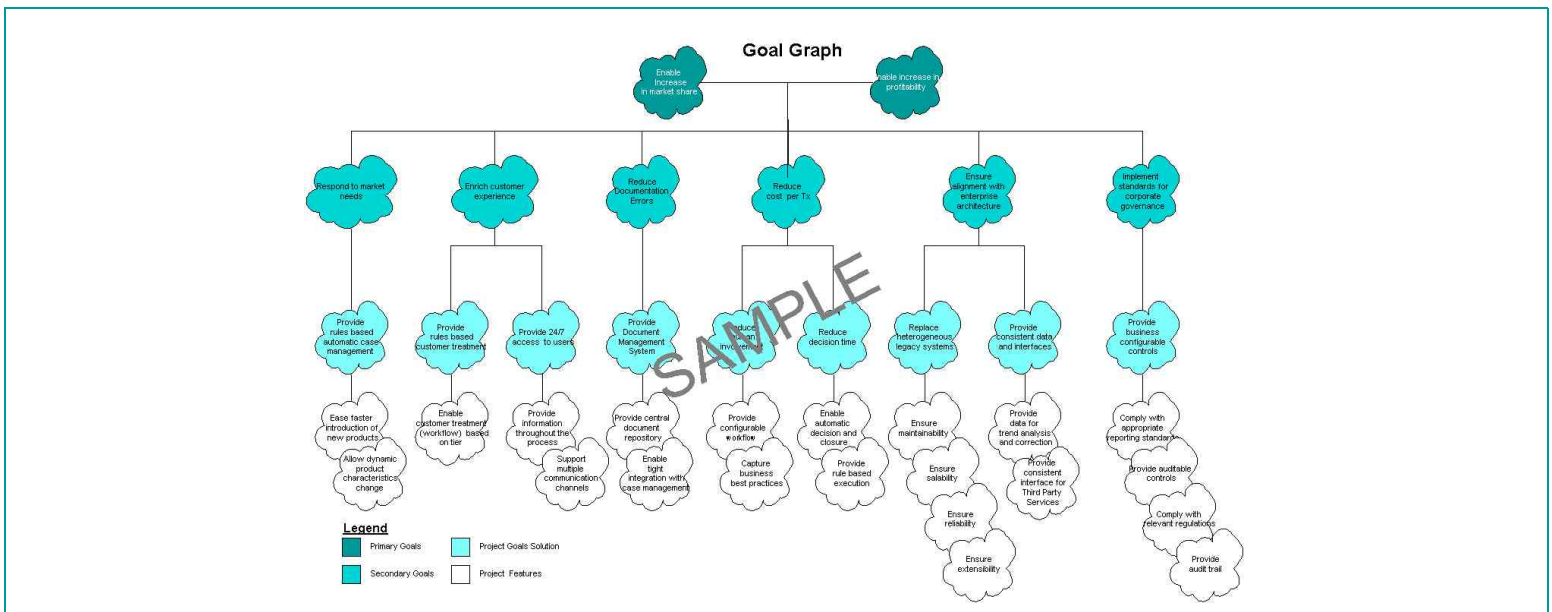 Goal Graph
Enable
Increase
in market share
nable increase in
profitability
Respond to market
needs
Enrich customer
experience
Reduce
Documentation
Errors
Reduce
cost per Tx
Ensure
alignment with
enterprise
architecture
Implement
standards for
corporate
governance
Provide
rules based
automatic case
management
Provide
rules based
customer treatment
Provide 24/7
access to users
Provide
Document
Management
System
Reduce
human
involvement
Reduce
decision time
Replace
heterogeneous
legacy systems
Provide
consistent data
and interfaces
Provide
business
configurable
controls
SAMPLE
Ease faster
introduction of
new products
Allow dynamic
product
characteristics
change
Enable
customer treatment
(workflow) based
on tier
Provide
information
throughout the
process
Support
multiple
communication
channels
Provide central
document
repository
Enable
tight
integration with
case management
Provide
configurable
workflow
Capture
business
best practices
Enable
automatic
decision and
closure
Provide
rule based
execution
Ensure
maintainability
Ensure
salability
Ensure
reliability
Ensure
extensibility
Provide
data for
trend analysis
and correction
Provide
consistent
interface for
Third Party
Services
Comply with
appropriate
reporting standards
Provide auditable
controls
Comply with
relevant regulations
Provide
audit trail
Legend
Primary Goals
Project Goals Solution
Secondary Goals
Project Features